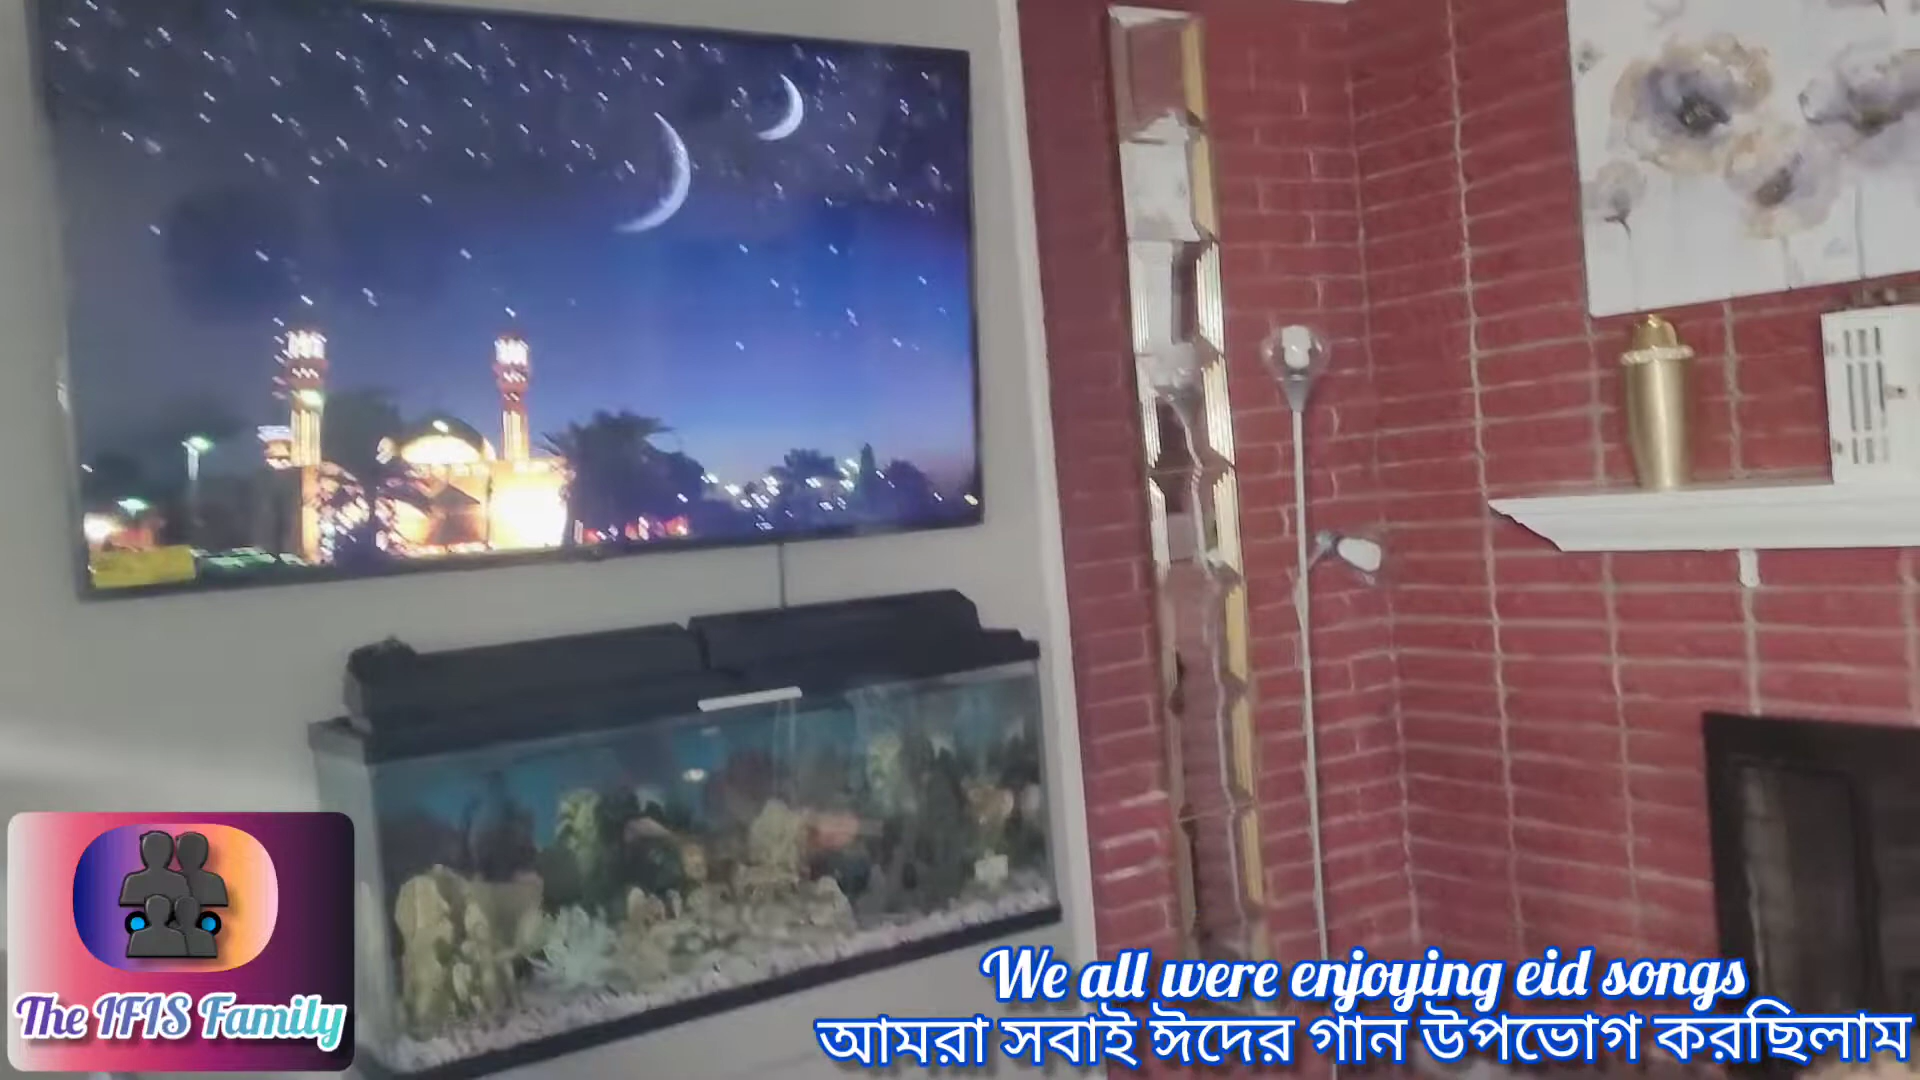 The IFIS Family
We all were enjoying eid songs
আমরা সবাই ঈদের গান উপভোগ করছিলাম